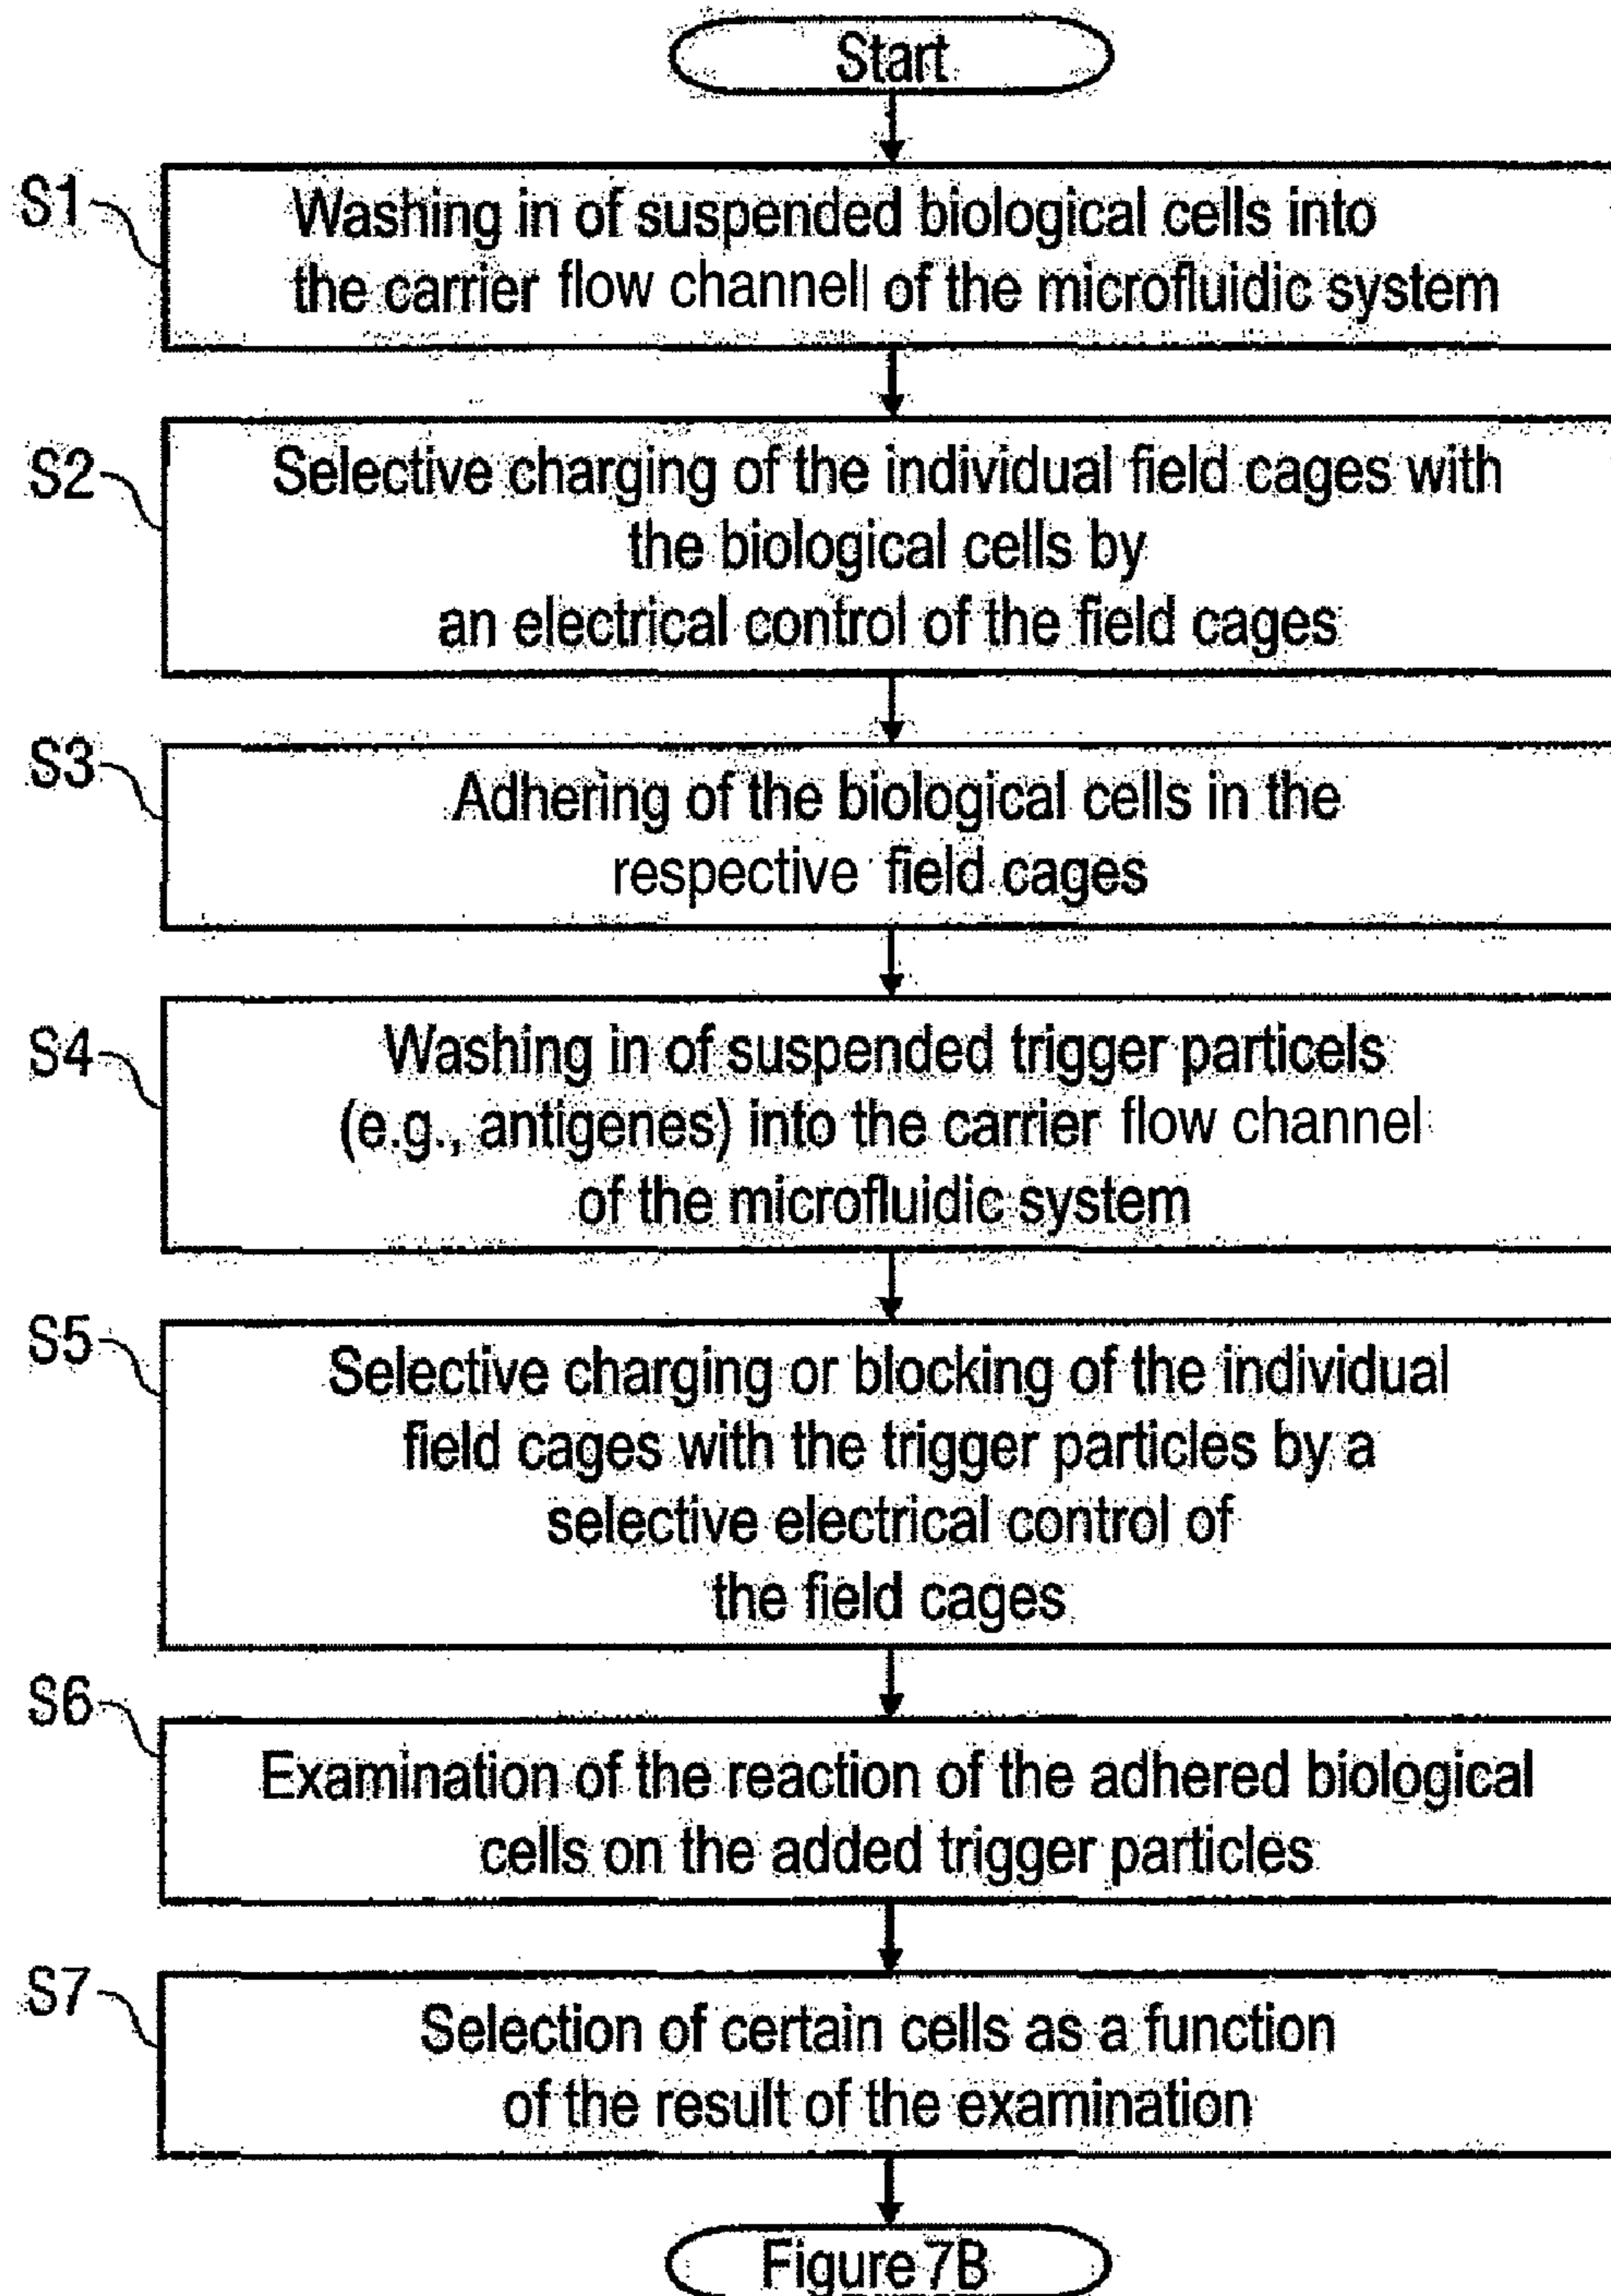 Start
S1
Washing in of suspended biological cells into
the carrier flow channel of the microfluidic system
S2
Selective charging of the individual field cages with
the biological cells by
an electrical control of the field cages
S3
Adhering of the biological cells in the
respective field cages
S4
Washing in of suspended trigger particels
(e.g., antigenes) into the carrier flow channel
of the microfluidic system
S5
Selective charging or blocking of the individual
field cages with the trigger particles by a
selective electrical control of
the field cages
S6
Examination of the reaction of the adhered biological
cells on the added trigger particles
S7
Selection of certain cells as a function
of the result of the examination
Figure 7B